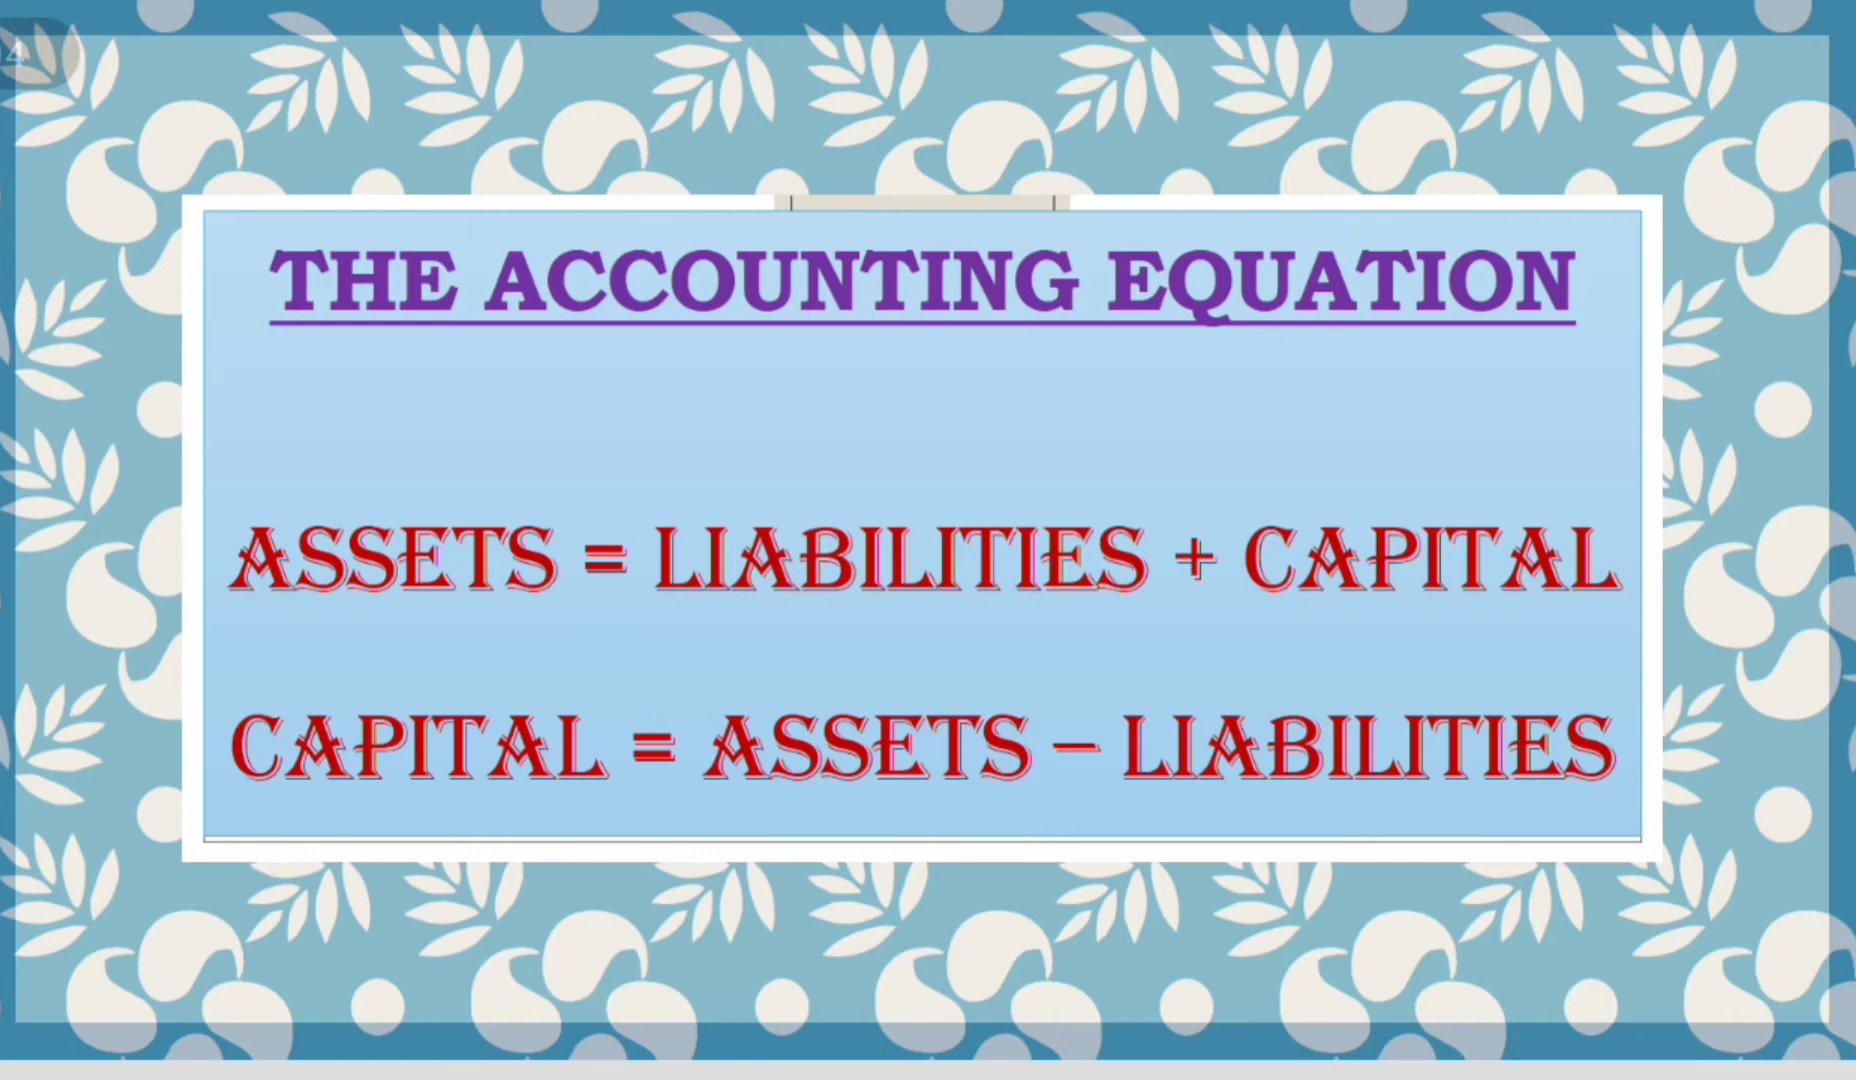 THE ACCOUNTING EQUATION
ASSETS = LIABILITIES + CAPITAL
CAPITAL = ASSETS – LIABILITIES